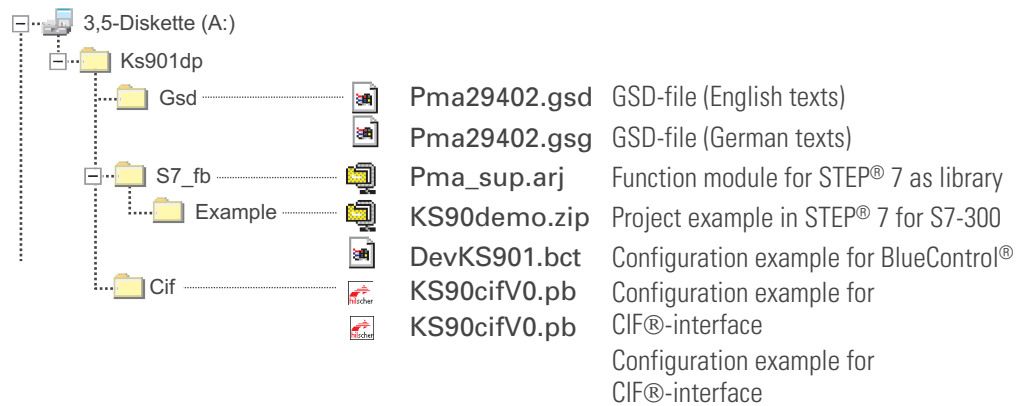 3,5-Diskette (A:)
Ks901dp
Gsd Pma29402.gsd GSD-file (English texts)
Pma29402.gsg GSD-file (German texts)
S7_fb Pma_sup.arj Function module for STEP® 7 as library
Example KS90demo.zip Project example in STEP® 7 for S7-300
DevKS901.bct Configuration example for BlueControl®
Cif KS90cifV0.pb Configuration example for
hilscher
KS90cifV0.pb CIF®-interface
hilscher
Configuration example for
CIF®-interface